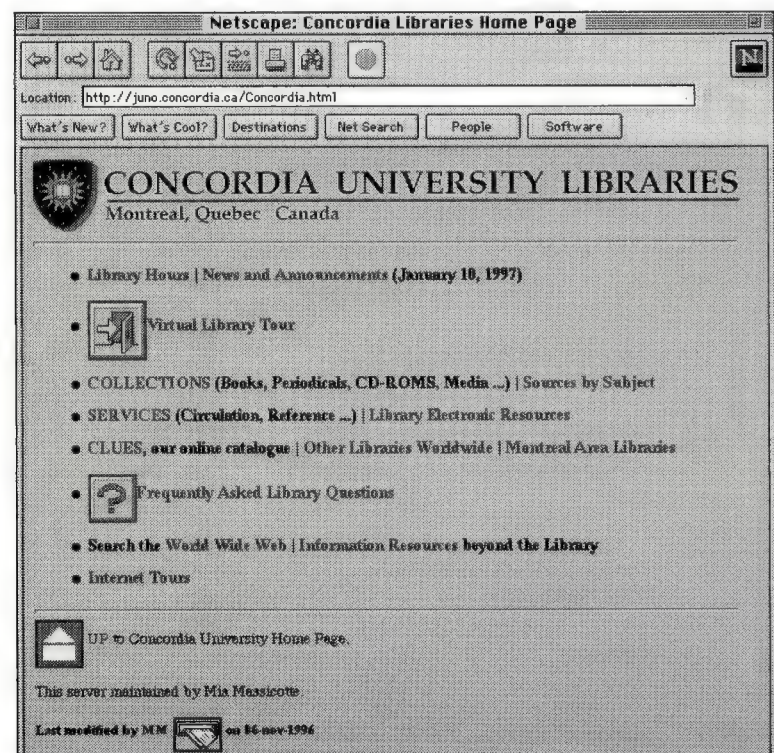 Netscape: Concordia Libraries Home Page
N
Location: http://juno.concordia.ca/Concordia.html
What's New? What's Cool? Destinations Net Search People Software
CONCORDIA UNIVERSITY LIBRARIES
Montreal, Quebec Canada
Library Hours | News and Announcements (January 10, 1997)
Virtual Library Tour
COLLECTIONS (Books, Periodicals, CD-ROMS, Media ...) | Sources by Subject
SERVICES (Circulation, Reference ...) | Library Electronic Resources
CLUES, our online catalogue | Other Libraries Worldwide | Montreal Area Libraries
?
Frequently Asked Library Questions
Search the World Wide Web | Information Resources beyond the Library
Internet Tours
UP to Concordia University Home Page.
This server maintained by Mia Massicotte
Last modified by MM on 86-nov-1996